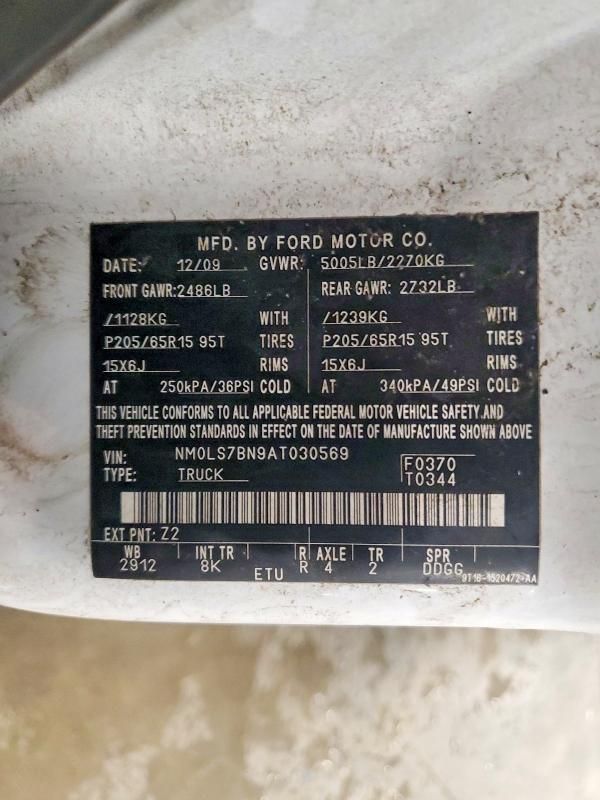 MFD. BY FORD MOTOR CO.
DATE: 12/09 GVWR: 5005LB/2270KG
FRONT GAWR:2486LB REAR GAWR: 2732LB
/1128KG WITH /1239KG WITH
P205/65R15 95T TIRES P205/65R15 95T TIRES
15X6J RIMS 15X6J RIMS
AT 250kPA/36PSI COLD AT 340kPA/49PSI COLD
THIS VEHICLE CONFORMS TO ALL APPLICABLE FEDERAL MOTOR VEHICLE SAFETY AND
THEFT PREVENTION STANDARDS IN EFFECT ON THE DATE OF MANUFACTURE SHOWN ABOVE
VIN: NM0LS7BN9AT030569
TYPE: TRUCK F0370
T0344
EXT PNT: Z2
WB INT TR R AXLE TR SPR
2912 8K ETU R 4 2 DDGG
9T16-1520472-AA